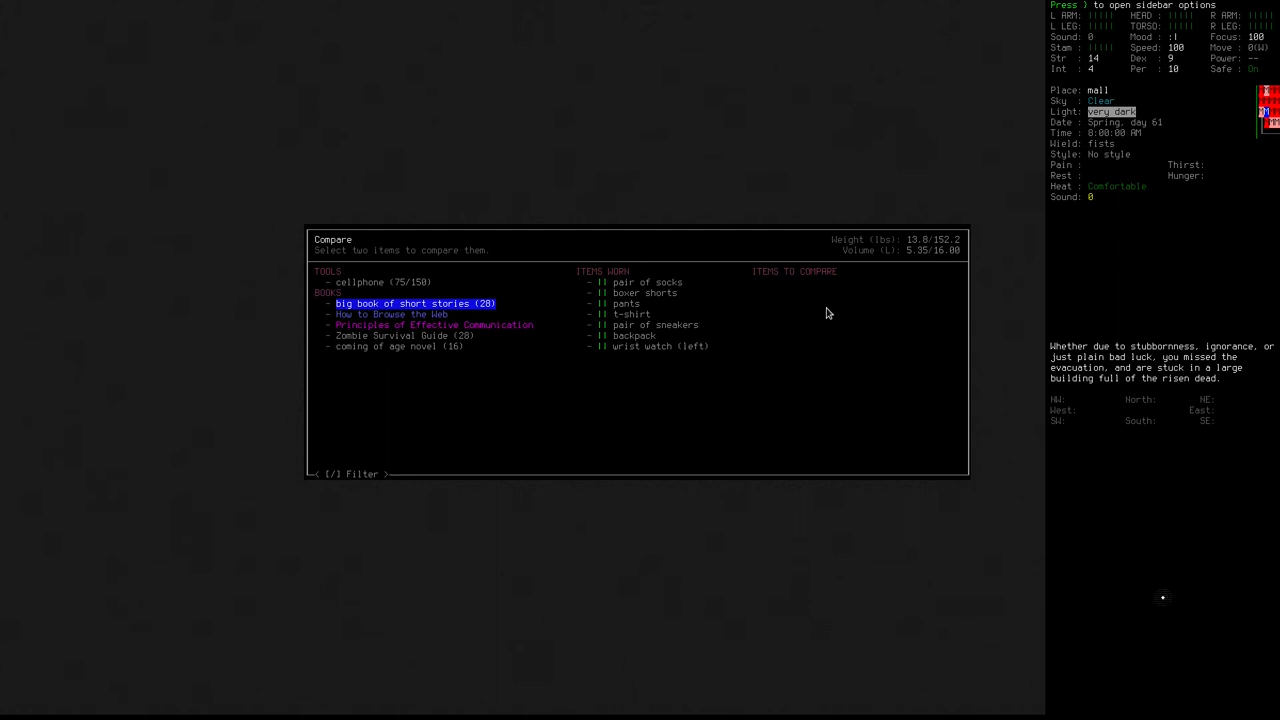 Press } to open sidebar options
L ARM: ||||| HEAD : ||||| R ARM: |||||
L LEG: ||||| TORSO: ||||| R LEG: |||||
Sound: 0 Mood : :| Focus: 100
Stam : ||||| Speed: 100 Move : 0(W)
Str : 14 Dex : 9 Power: --
Int : 4 Per : 10 Safe : On
Place: mall
Sky : Clear
Light: very dark
Date : Spring, day 61
Time : 8:00:00 AM
Wield: fists
Style: No style
Pain : Thirst:
Rest : Hunger:
Heat : Comfortable
Sound: 0
Compare
Select two items to compare them.
Weight (lbs): 13.8/152.2
Volume (L): 5.35/16.00
TOOLS
- cellphone (75/150)
BOOKS
- big book of short stories (28)
- How to Browse the Web
- Principles of Effective Communication
- Zombie Survival Guide (28)
- coming of age novel (16)
ITEMS WORN
- || pair of socks
- || boxer shorts
- || pants
- || t-shirt
- || pair of sneakers
- || backpack
- || wrist watch (left)
ITEMS TO COMPARE
< [/] Filter >
Whether due to stubbornness, ignorance, or
just plain bad luck, you missed the
evacuation, and are stuck in a large
building full of the risen dead.
NW: North: NE:
West: East:
SW: South: SE: